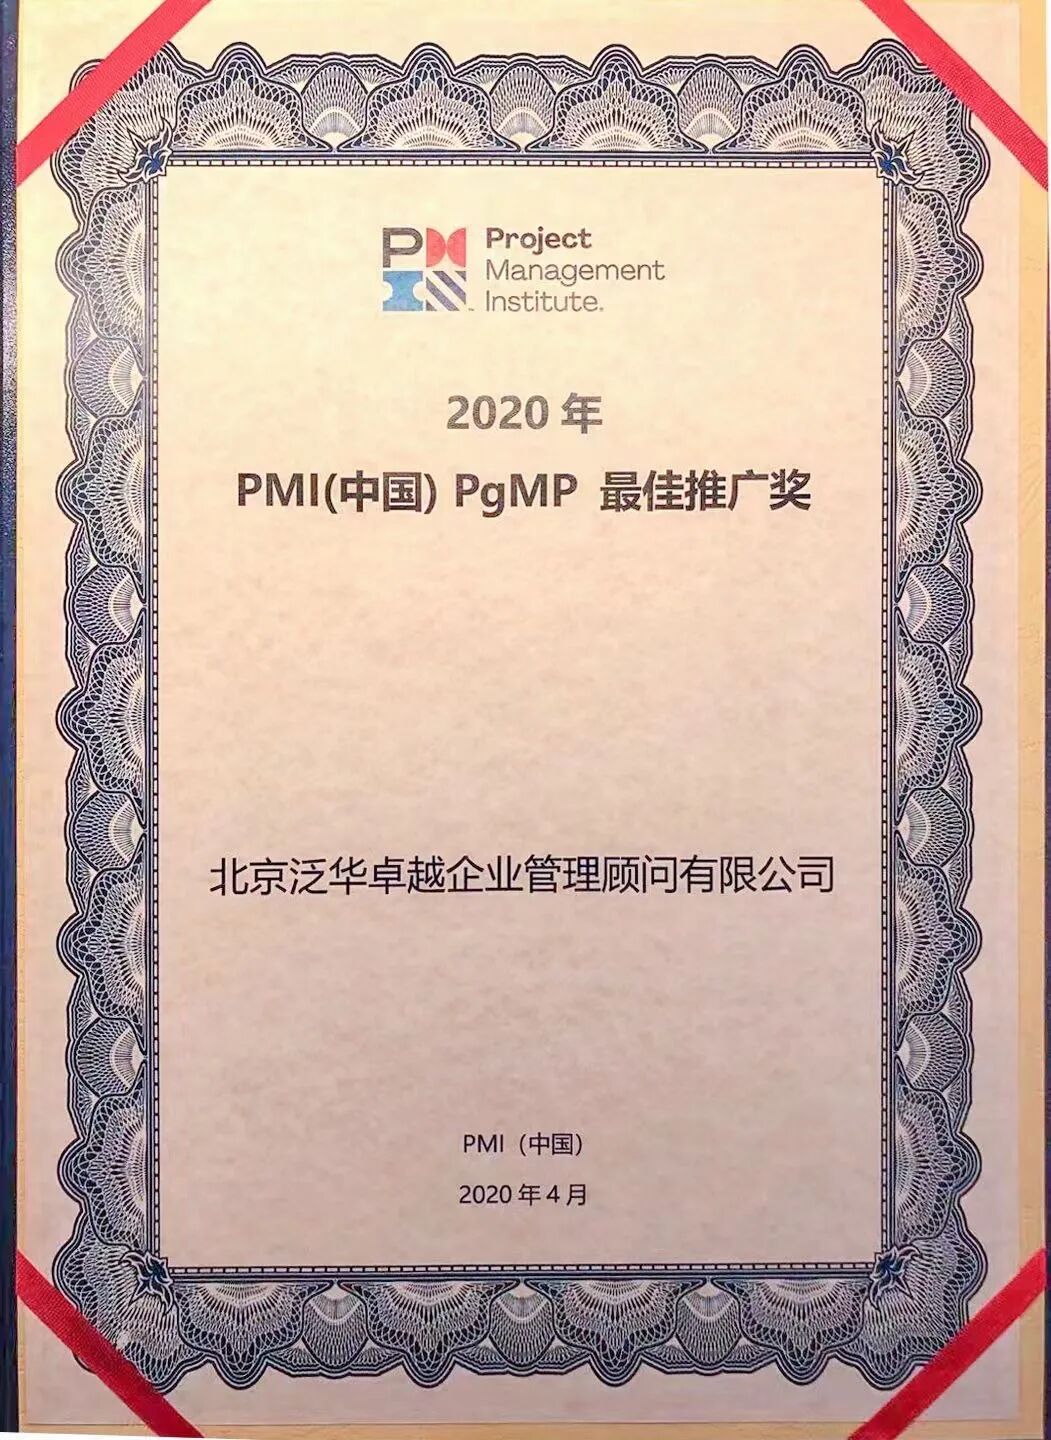 PM
Project
Management
Institute.
2020 年
PMI(中国) PgMP 最佳推广奖
北京泛华卓越企业管理顾问有限公司
PMI（中国）
2020 年 4 月